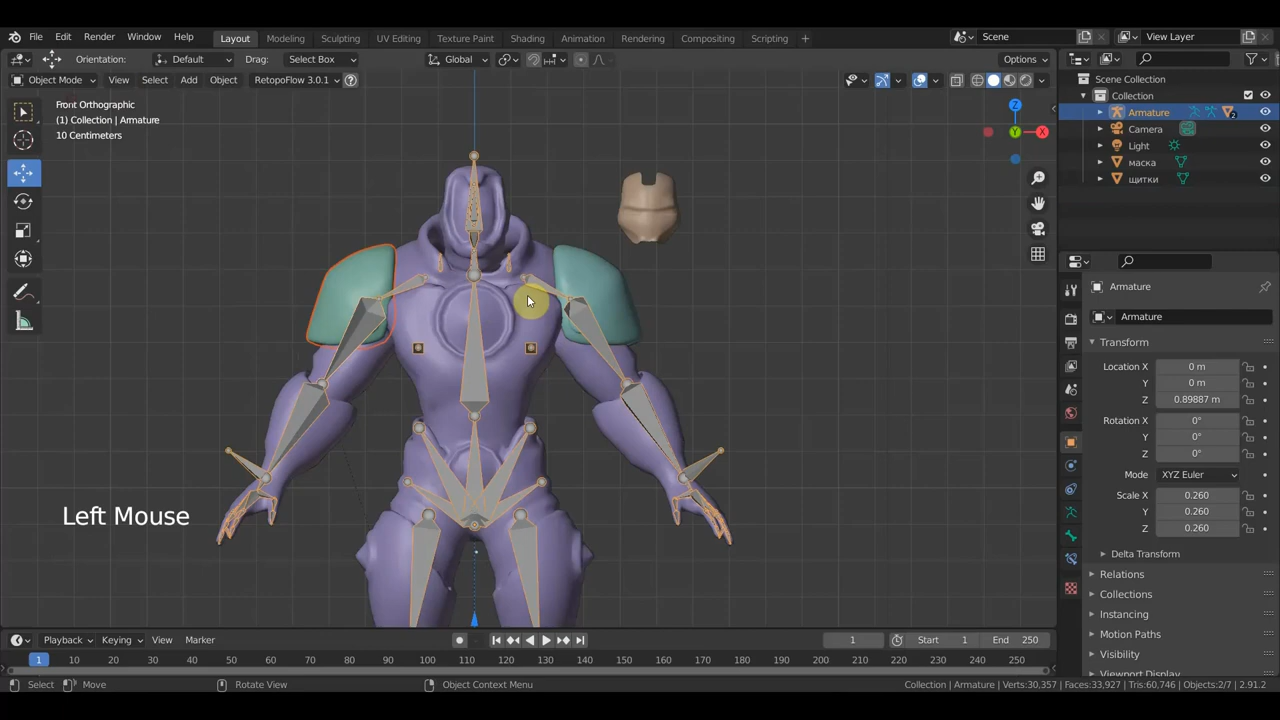 File Edit Render Window Help Layout Modeling Sculpting UV Editing Texture Paint Shading Animation Rendering Compositing Scripting + Scene View Layer
Orientation: Default Drag: Select Box Global Options
Object Mode View Select Add Object RetopoFlow 3.0.1
Scene Collection
Front Orthographic
(1) Collection | Armature
10 Centimeters
Collection
Armature
Camera
Light
маска
щитки
Z
Y
X
Armature
Armature
Transform
Location X 0 m
Y 0 m
Z 0.89887 m
Rotation X 0°
Y 0°
Z 0°
Mode XYZ Euler
Scale X 0.260
Y 0.260
Z 0.260
Delta Transform
Relations
Collections
Instancing
Motion Paths
Visibility
Viewport Display
Left Mouse
Playback Keying View Marker 1 Start 1 End 250
1 10 20 30 40 50 60 70 80 90 100 110 120 130 140 150 160 170 180 190 200 210 220 230 240 250
Select Move Rotate View Object Context Menu Collection | Armature | Verts:30,357 | Faces:33,927 | Tris:60,746 | Objects:2/7 | 2.91.2